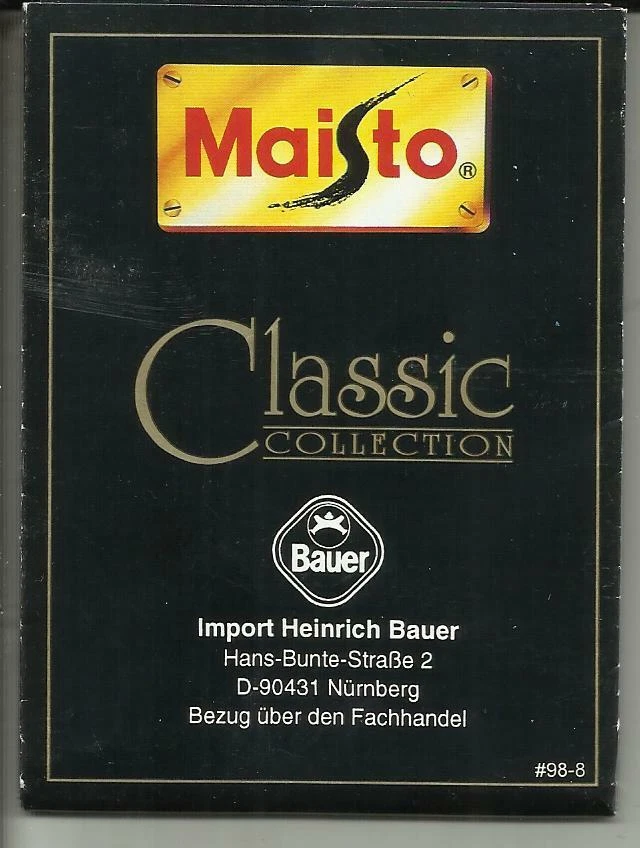 Maisto®
Classic
COLLECTION
Bauer
Import Heinrich Bauer
Hans-Bunte-Straße 2
D-90431 Nürnberg
Bezug über den Fachhandel
#98-8